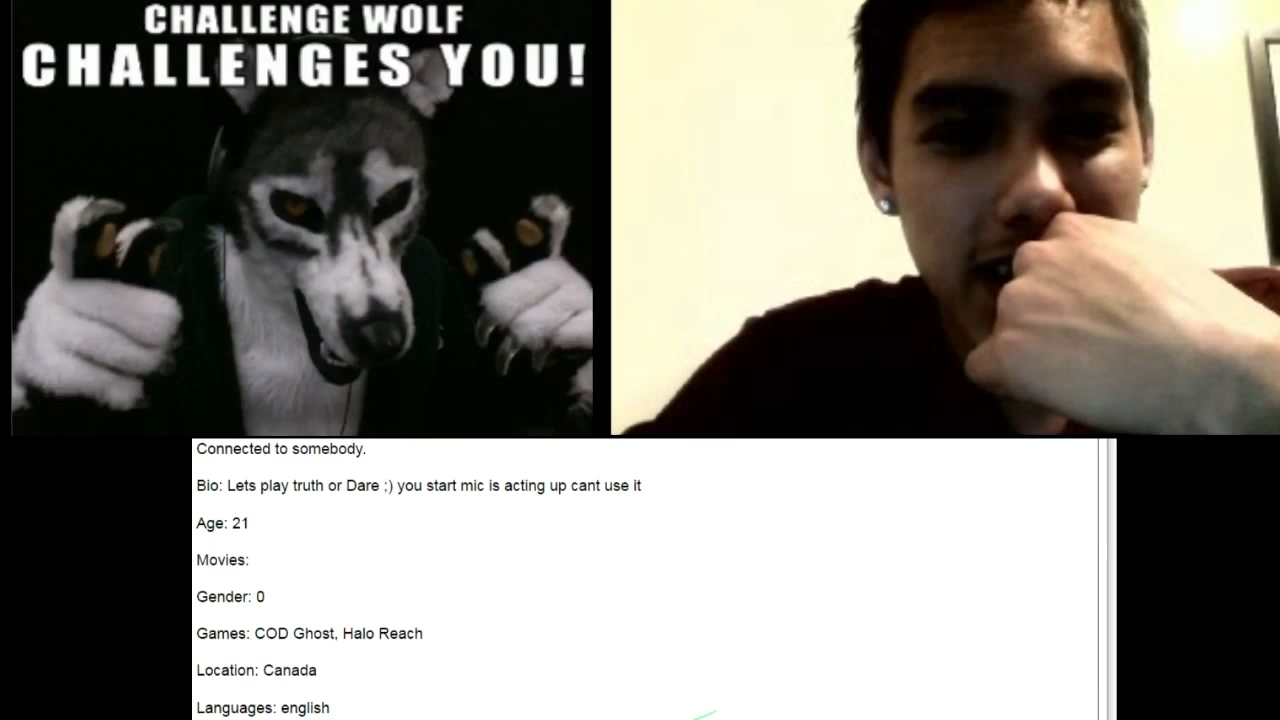 CHALLENGE WOLF
CHALLENGES YOU!
Connected to somebody.
Bio: Lets play truth or Dare ;) you start mic is acting up cant use it
Age: 21
Movies:
Gender: 0
Games: COD Ghost, Halo Reach
Location: Canada
Languages: english